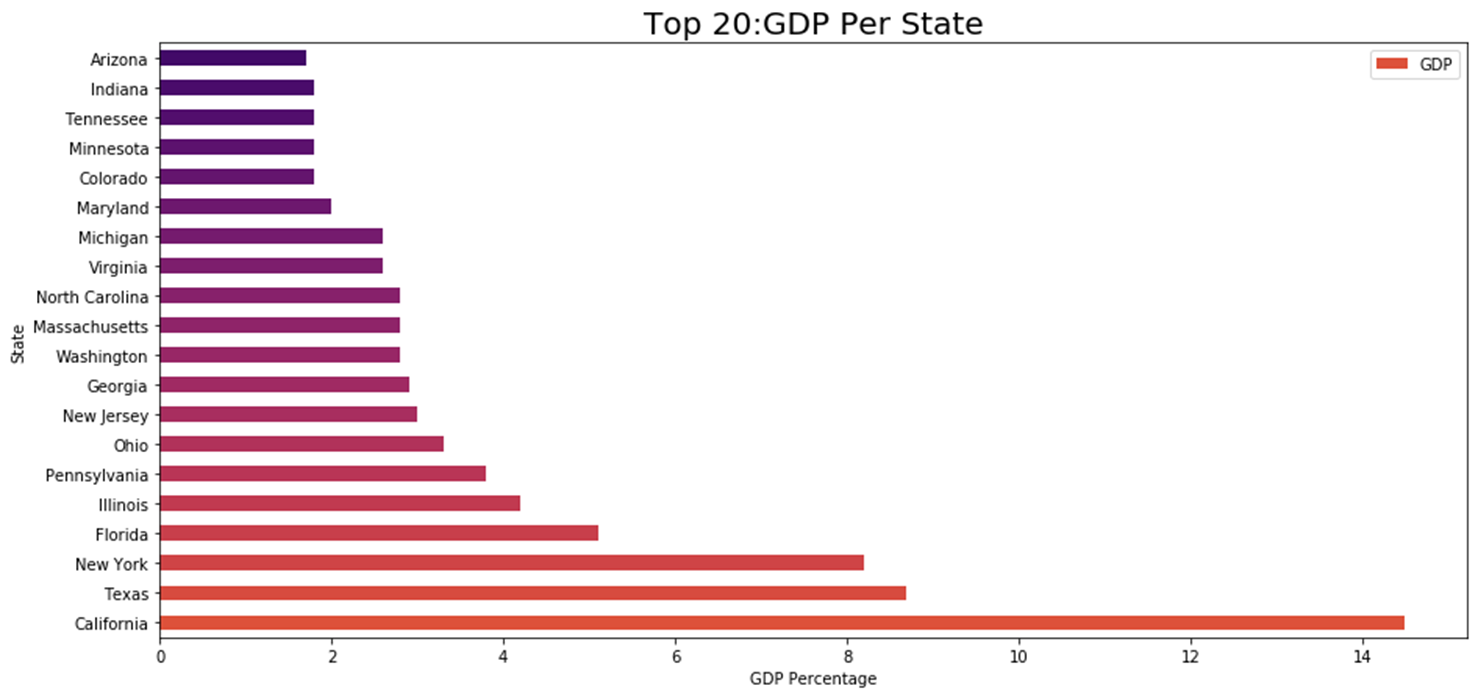 Top 20:GDP Per State
GDP
Arizona
Indiana
Tennessee
Minnesota
Colorado
Maryland
Michigan
Virginia
North Carolina
Massachusetts
Washington
Georgia
New Jersey
Ohio
Pennsylvania
Illinois
Florida
New York
Texas
California
State
0 2 4 6 8 10 12 14
GDP Percentage